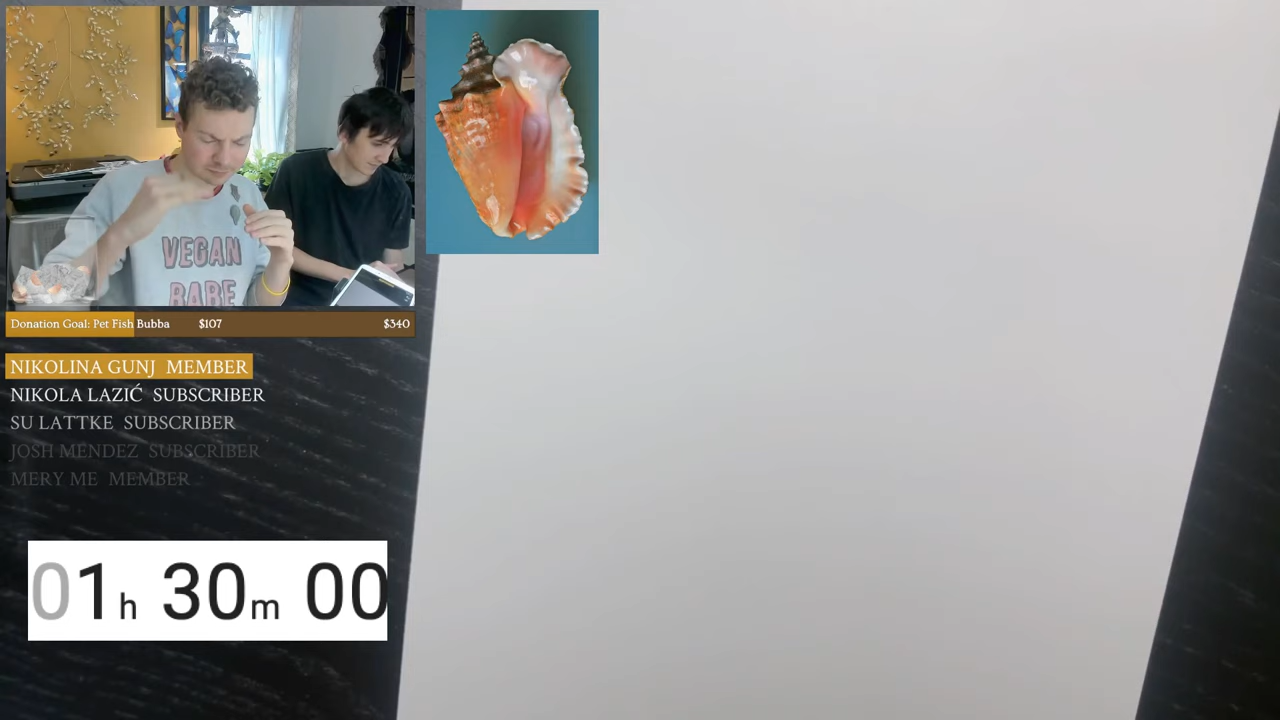 VEGAN
BABE
Donation Goal: Pet Fish Bubba $107 $340
NIKOLINA GUNJ MEMBER
NIKOLA LAZIĆ SUBSCRIBER
SU LATTKE SUBSCRIBER
JOSH MENDEZ SUBSCRIBER
MERY ME MEMBER
01h 30m 00